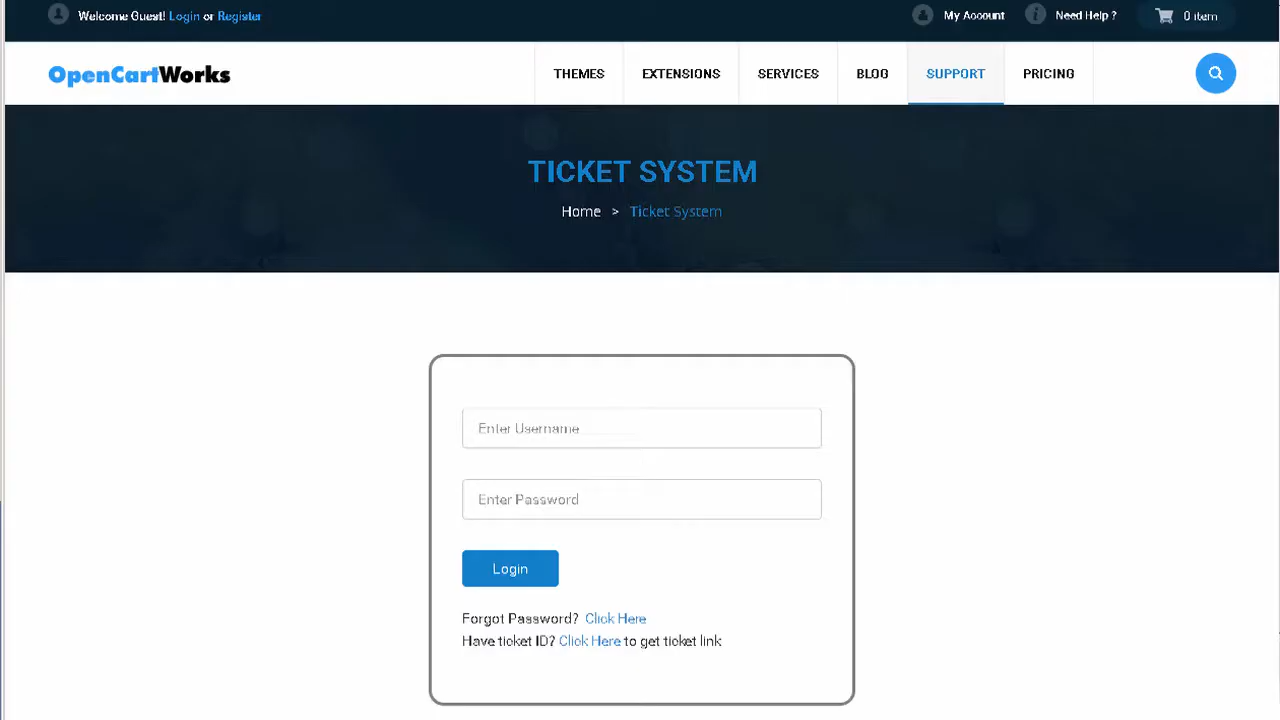 Welcome Guest! Login or Register
My Account
Need Help ?
0 item
OpenCartWorks
THEMES
EXTENSIONS
SERVICES
BLOG
SUPPORT
PRICING
TICKET SYSTEM
Home > Ticket System
Enter Username
Enter Password
Login
Forgot Password? Click Here
Have ticket ID? Click Here to get ticket link